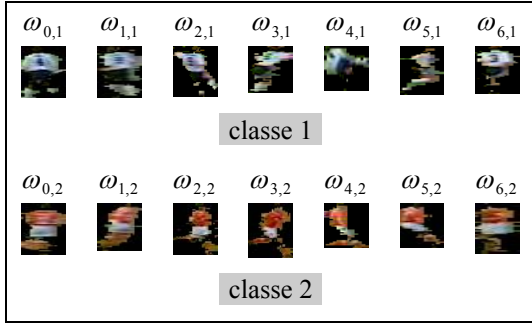 ω0,1 ω1,1 ω2,1 ω3,1 ω4,1 ω5,1 ω6,1
classe 1
ω0,2 ω1,2 ω2,2 ω3,2 ω4,2 ω5,2 ω6,2
classe 2